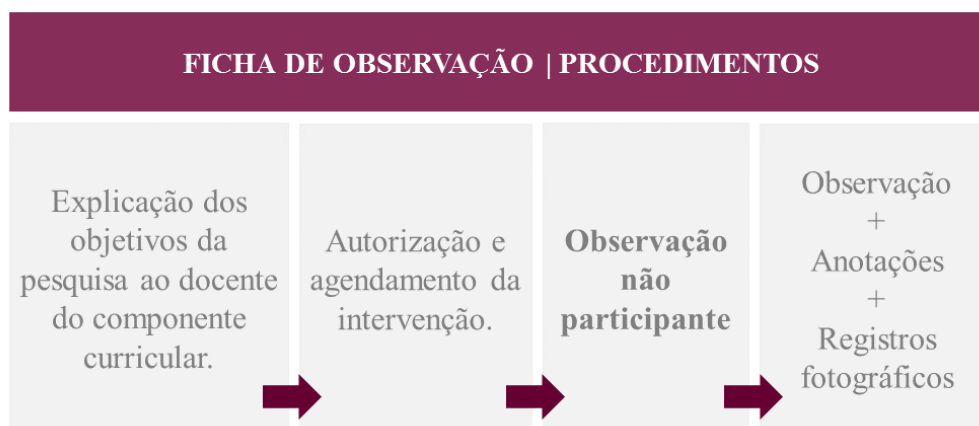 FICHA DE OBSERVAÇÃO | PROCEDIMENTOS
Explicação dos
objetivos da
pesquisa ao docente
do componente
curricular.
Autorização e
agendamento da
intervenção.
Observação
não
participante
Observação
+
Anotações
+
Registros
fotográficos